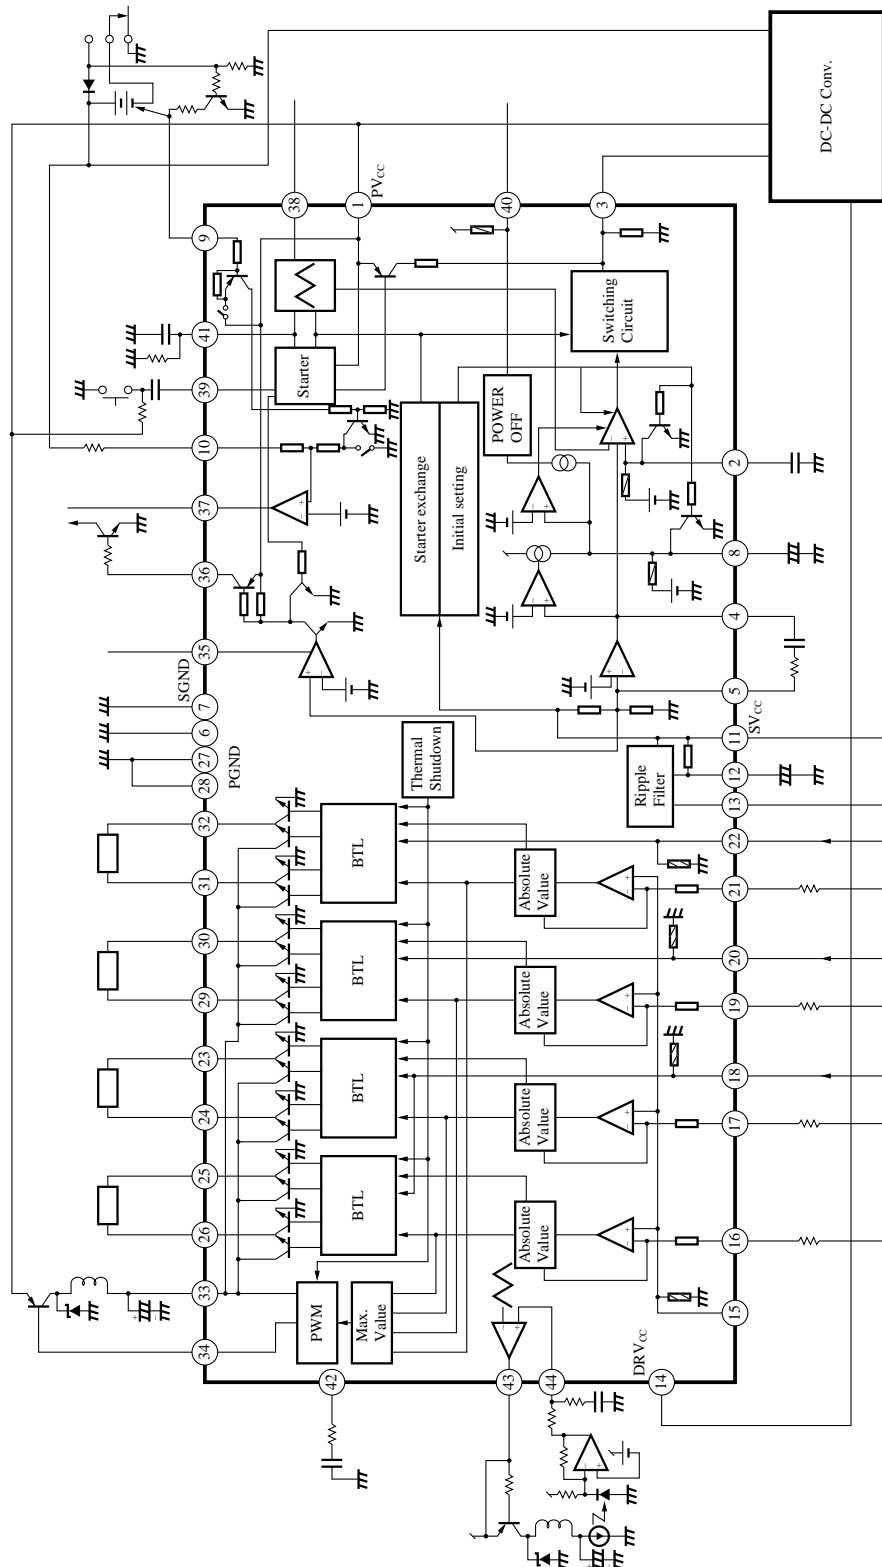 DC-DC Conv.
38
1
PVCC
40
3
9
41
39
10
37
36
35
SGND
7
6
27
PGND
28
32
31
30
29
23
24
25
26
33
34
Starter
Switching
Circuit
POWER
OFF
Starter exchange
Initial setting
2
8
4
5
SVCC
11
12
13
22
21
20
19
18
17
16
15
Thermal
Shutdown
Ripple
Filter
BTL
BTL
BTL
BTL
Absolute
Value
Absolute
Value
Absolute
Value
Absolute
Value
PWM
Max.
Value
42
43
44
DRVCC
14